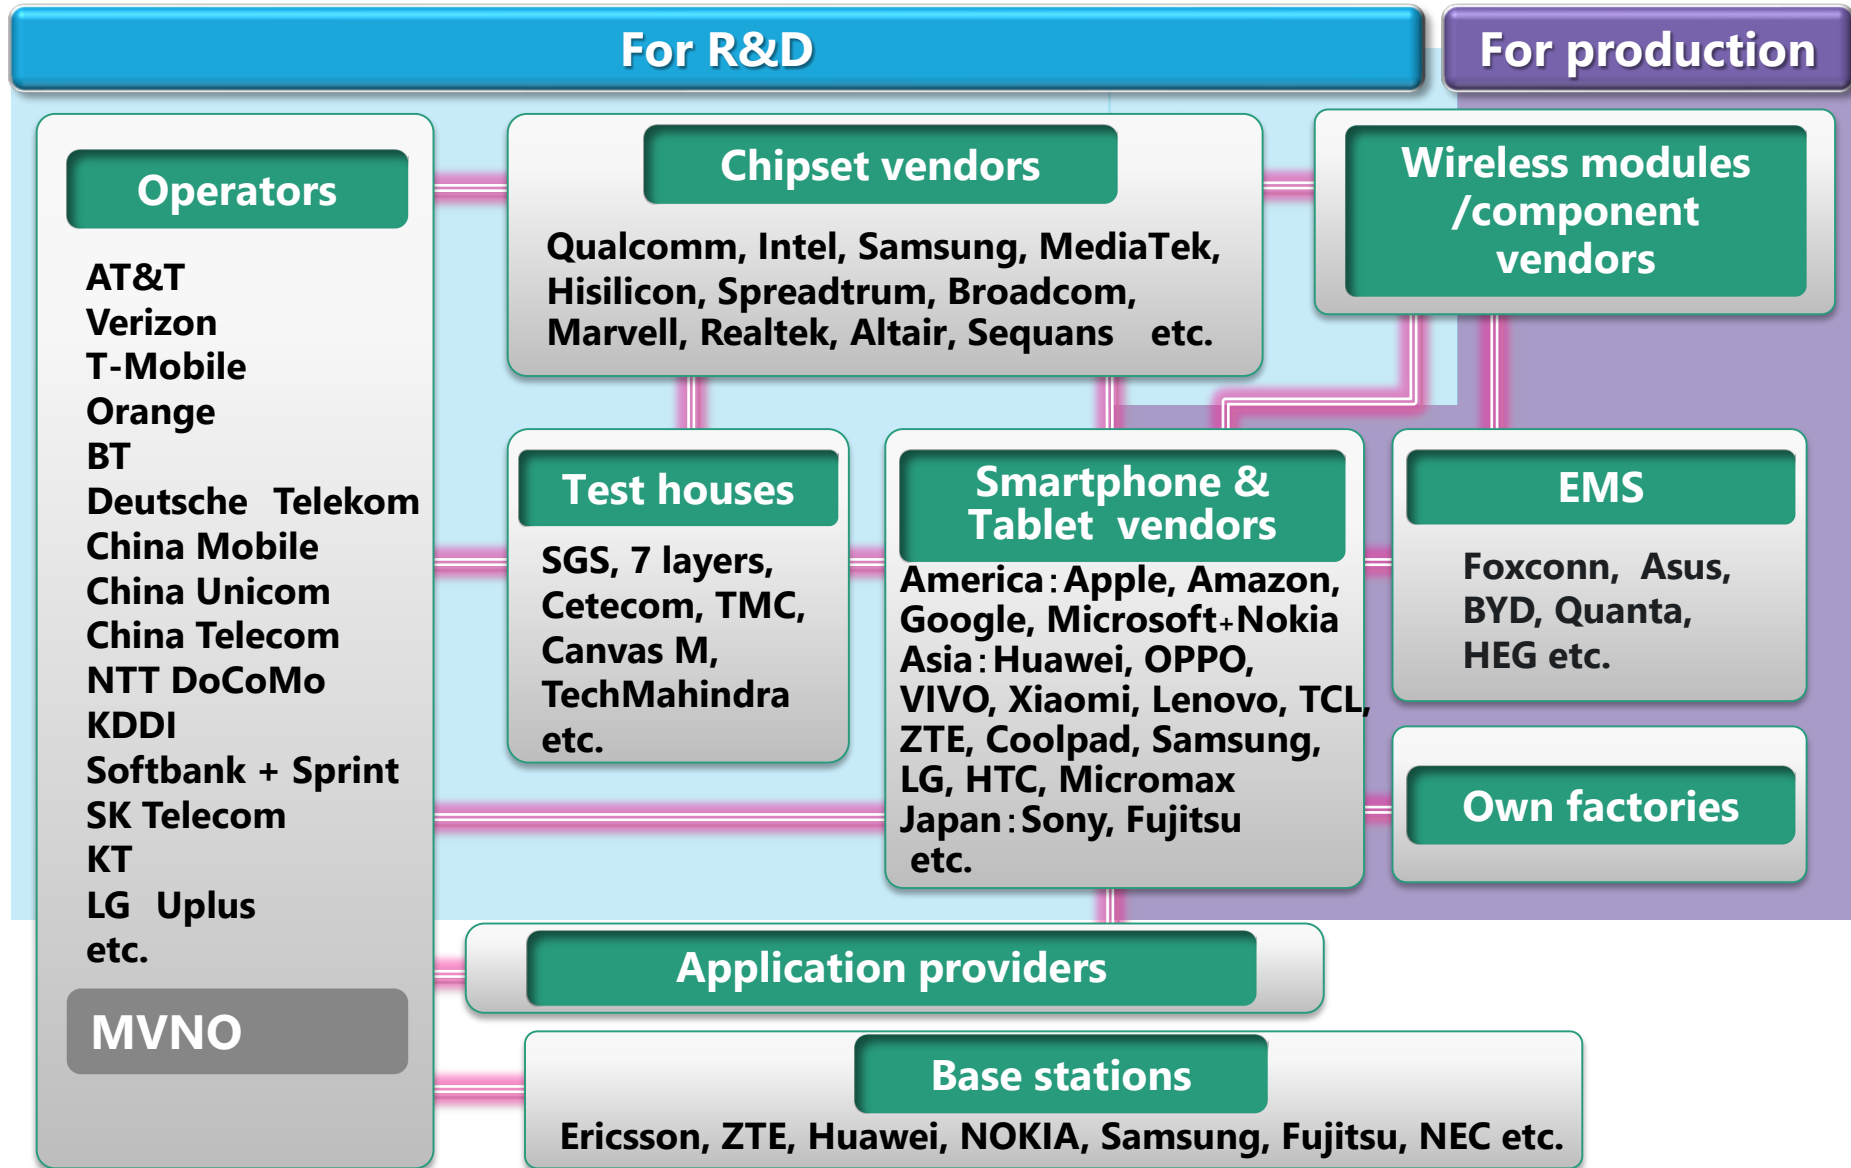 For R&D
For production
Operators
AT&T
Verizon
T-Mobile
Orange
BT
Deutsche Telekom
China Mobile
China Unicom
China Telecom
NTT DoCoMo
KDDI
Softbank + Sprint
SK Telecom
KT
LG Uplus
etc.
MVNO
Chipset vendors
Qualcomm, Intel, Samsung, MediaTek,
Hisilicon, Spreadtrum, Broadcom,
Marvell, Realtek, Altair, Sequans etc.
Wireless modules
/component
vendors
Test houses
SGS, 7 layers,
Cetecom, TMC,
Canvas M,
TechMahindra
etc.
Smartphone &
Tablet vendors
America：Apple, Amazon,
Google, Microsoft+Nokia
Asia：Huawei, OPPO,
VIVO, Xiaomi, Lenovo, TCL,
ZTE, Coolpad, Samsung,
LG, HTC, Micromax
Japan：Sony, Fujitsu
etc.
EMS
Foxconn, Asus,
BYD, Quanta,
HEG etc.
Own factories
Application providers
Base stations
Ericsson, ZTE, Huawei, NOKIA, Samsung, Fujitsu, NEC etc.